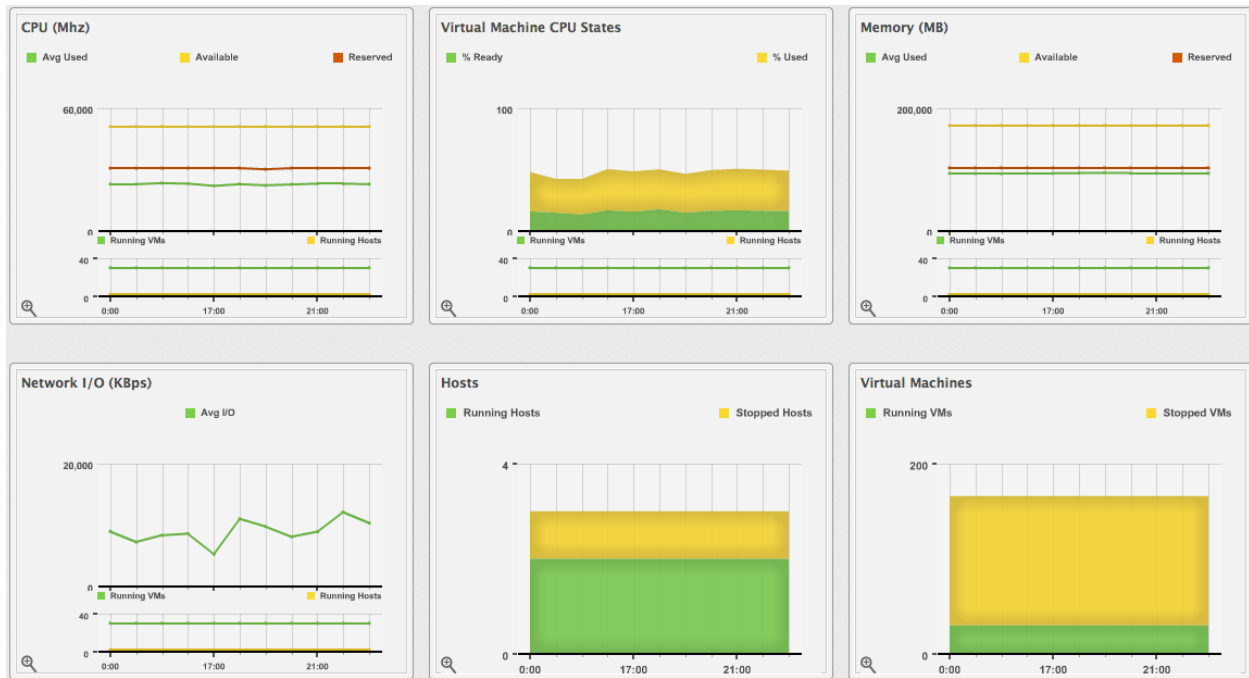 CPU (Mhz)
Avg Used Available Reserved
60,000
0
Running VMs Running Hosts
40
0
0:00 17:00 21:00
Virtual Machine CPU States
% Ready % Used
100
0
Running VMs Running Hosts
40
0
0:00 17:00 21:00
Memory (MB)
Avg Used Available Reserved
200,000
0
Running VMs Running Hosts
40
0
0:00 17:00 21:00
Network I/O (KBps)
Avg I/O
20,000
0
Running VMs Running Hosts
40
0
0:00 17:00 21:00
Hosts
Running Hosts Stopped Hosts
4
0
0:00 17:00 21:00
Virtual Machines
Running VMs Stopped VMs
200
0
0:00 17:00 21:00